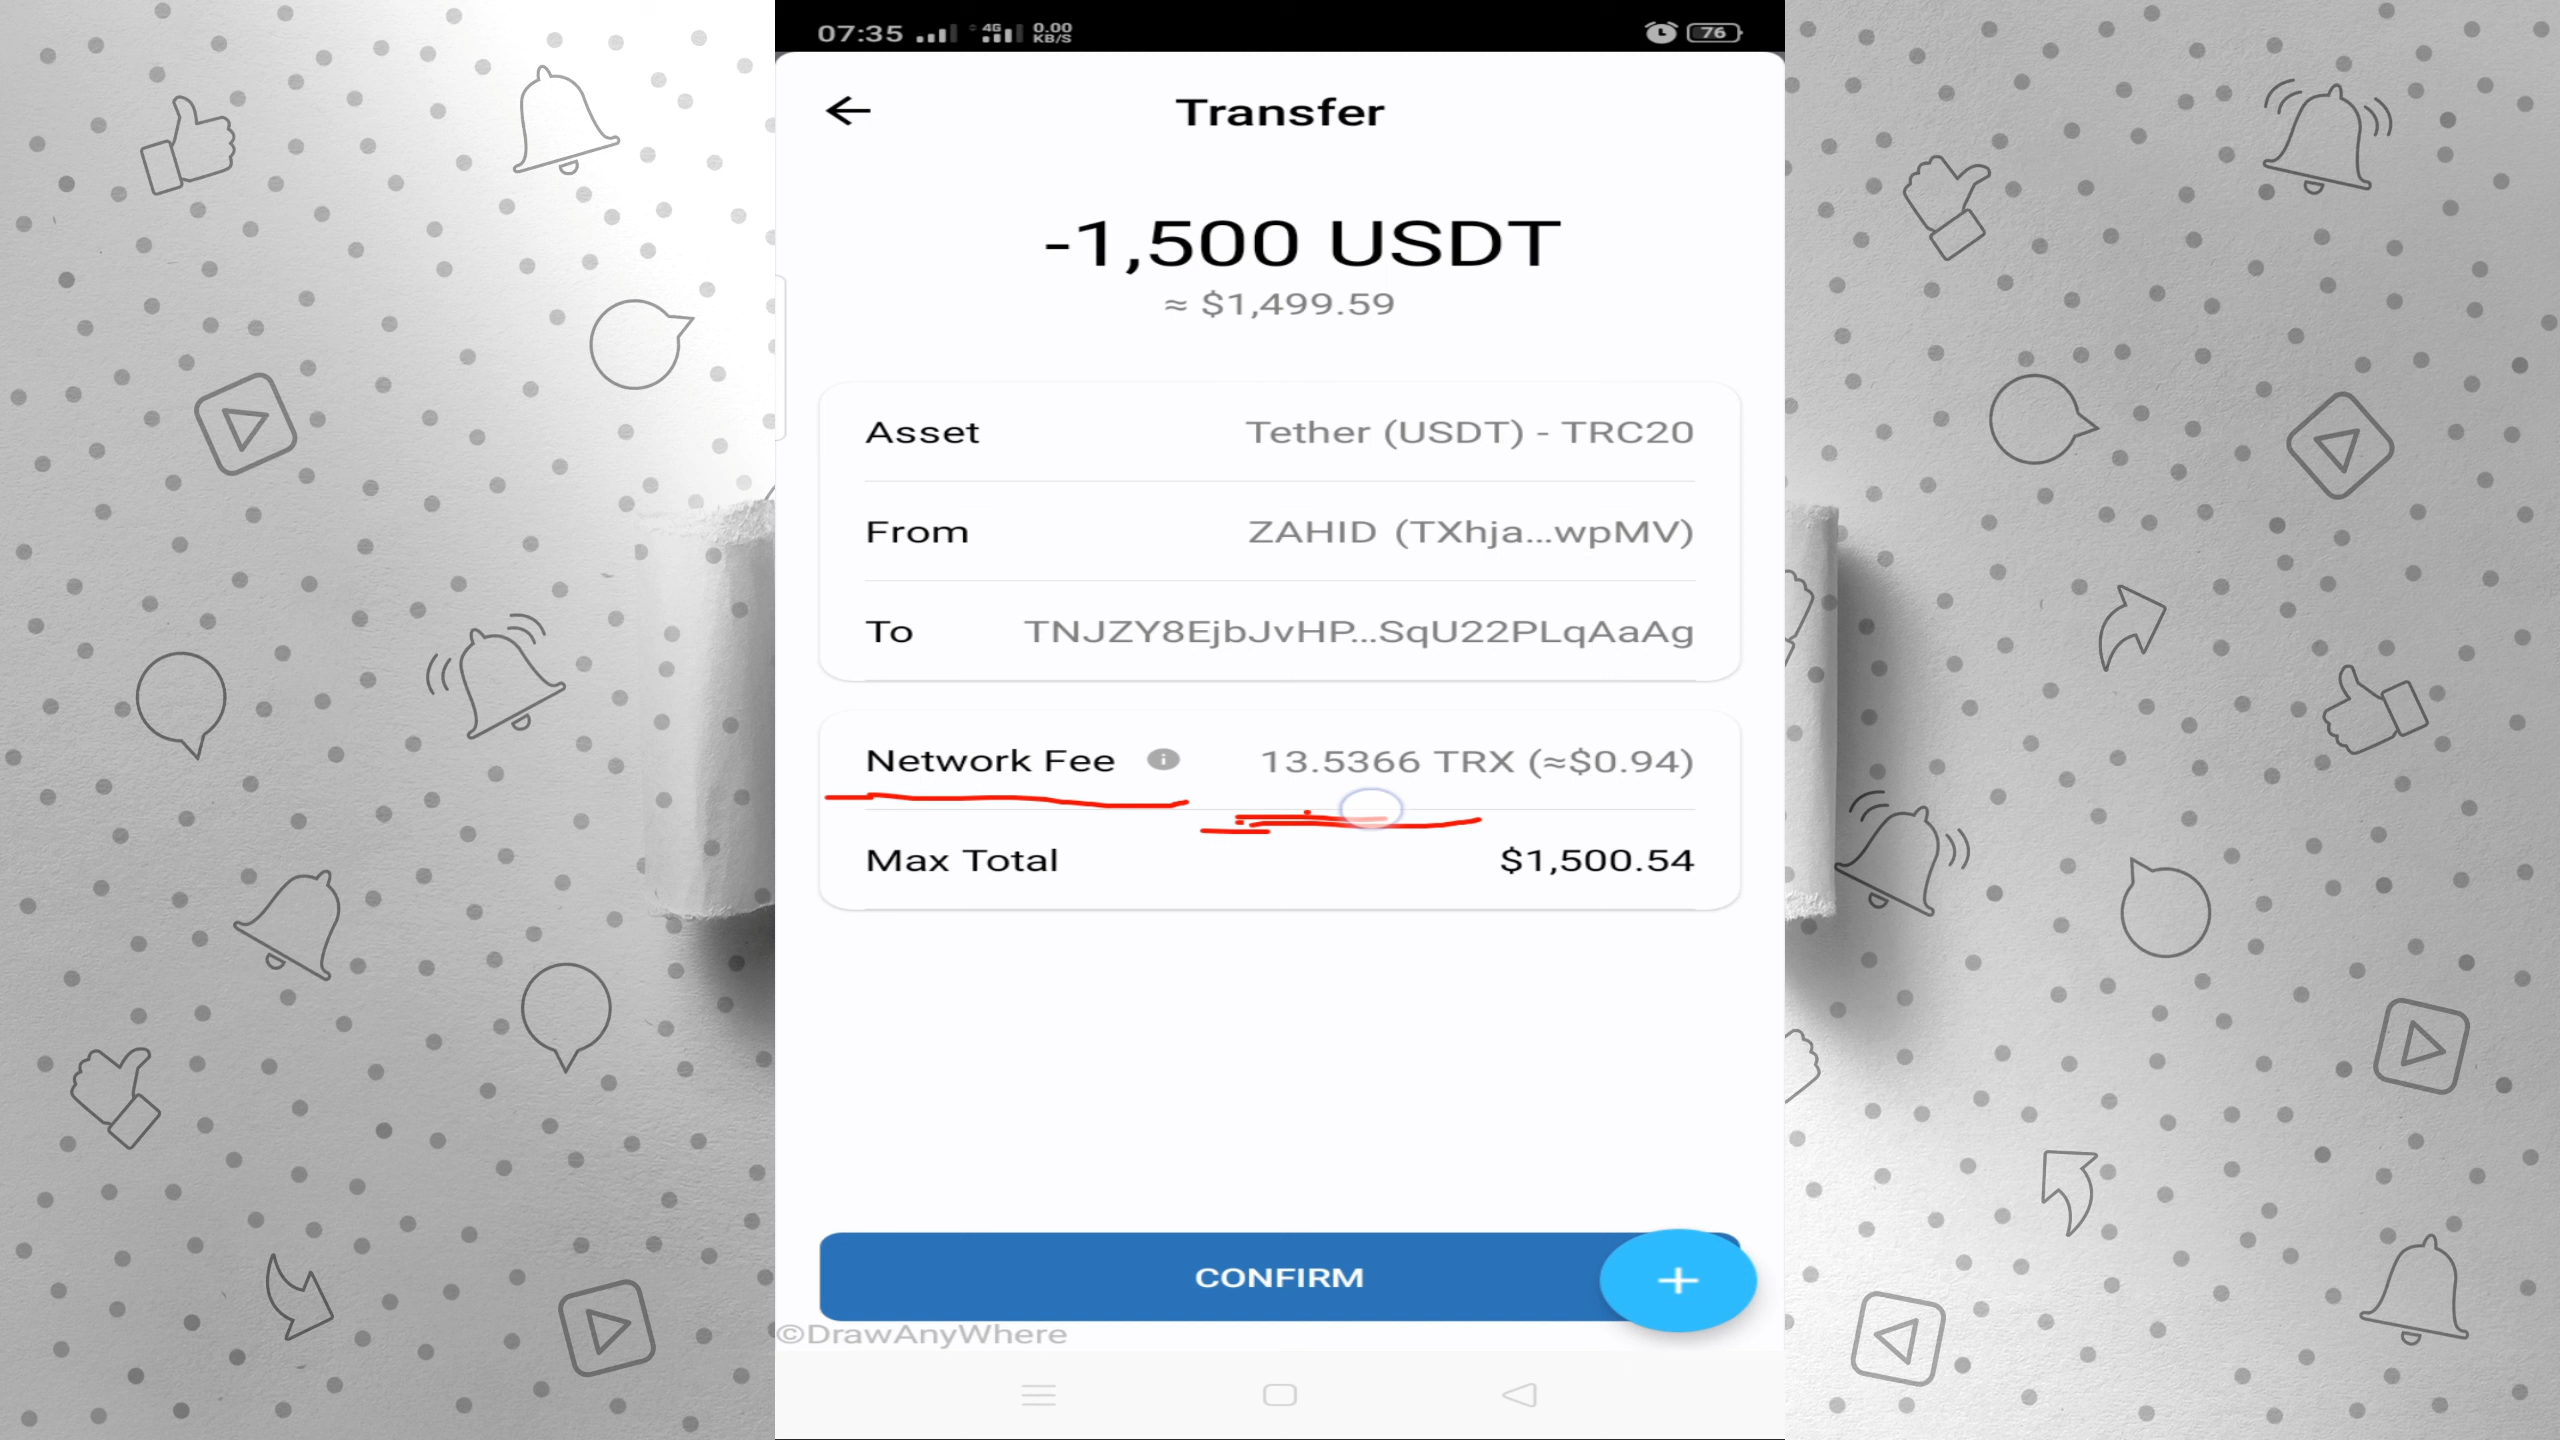 07:35 4G 0.00 KB/S 76
Transfer
-1,500 USDT
≈ $1,499.59
Asset Tether (USDT) - TRC20
From ZAHID (TXhja...wpMV)
To TNJZY8EjbJvHP...SqU22PLqAaAg
Network Fee 13.5366 TRX (≈$0.94)
Max Total $1,500.54
CONFIRM
©DrawAnyWhere